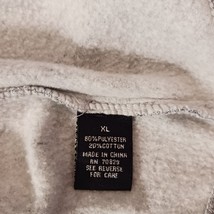 XL
80%POLYESTER
20%COTTON
MADE IN CHINA
RN 70829
SEE REVERSE
FOR CARE